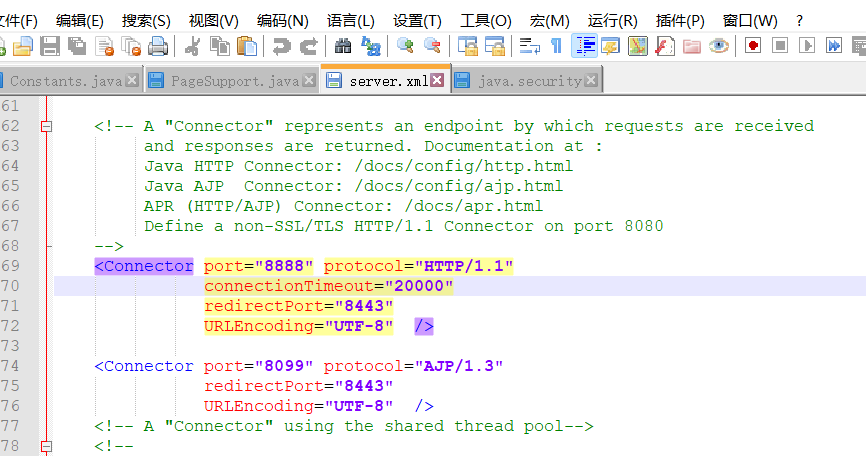 文件(F) 编辑(E) 搜索(S) 视图(V) 编码(N) 语言(L) 设置(T) 工具(O) 宏(M) 运行(R) 插件(P) 窗口(W) ?
Constants.java PageSupport.java server.xml java.security
61
62 <!-- A "Connector" represents an endpoint by which requests are received
63 and responses are returned. Documentation at :
64 Java HTTP Connector: /docs/config/http.html
65 Java AJP  Connector: /docs/config/ajp.html
66 APR (HTTP/AJP) Connector: /docs/apr.html
67 Define a non-SSL/TLS HTTP/1.1 Connector on port 8080
68 -->
69 <Connector port="8888" protocol="HTTP/1.1"
70 connectionTimeout="20000"
71 redirectPort="8443"
72 URLEncoding="UTF-8"  />
73
74 <Connector port="8099" protocol="AJP/1.3"
75 redirectPort="8443"
76 URLEncoding="UTF-8"  />
77 <!-- A "Connector" using the shared thread pool-->
78 <!--